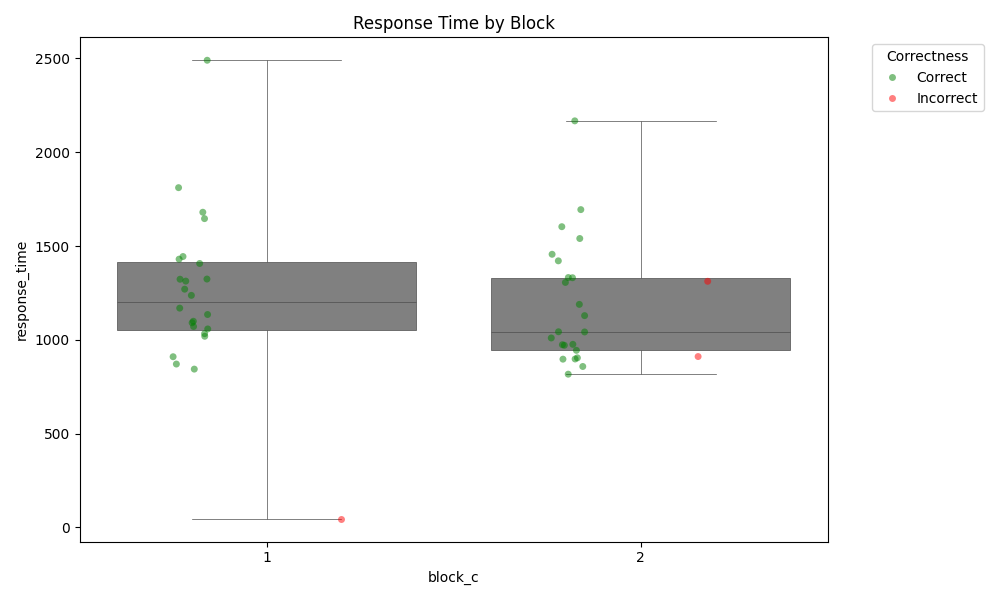 Response Time by Block
Correctness
Correct
Incorrect
response_time
2500
2000
1500
1000
500
0
1
2
block_c